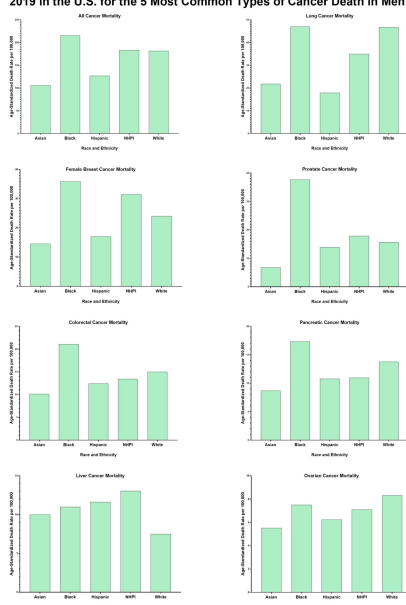 2019 in the U.S. for the 5 Most Common Types of Cancer Death in Men
All Cancer Mortality
Age-Standardized Death Rate per 100,000
Asian Black Hispanic NHPI White
Race and Ethnicity
Lung Cancer Mortality
Age-Standardized Death Rate per 100,000
Asian Black Hispanic NHPI White
Race and Ethnicity
Female Breast Cancer Mortality
Age-Standardized Death Rate per 100,000
Asian Black Hispanic NHPI White
Race and Ethnicity
Prostate Cancer Mortality
Age-Standardized Death Rate per 100,000
Asian Black Hispanic NHPI White
Race and Ethnicity
Colorectal Cancer Mortality
Age-Standardized Death Rate per 100,000
Asian Black Hispanic NHPI White
Race and Ethnicity
Pancreatic Cancer Mortality
Age-Standardized Death Rate per 100,000
Asian Black Hispanic NHPI White
Race and Ethnicity
Liver Cancer Mortality
Age-Standardized Death Rate per 100,000
Asian Black Hispanic NHPI White
Ovarian Cancer Mortality
Age-Standardized Death Rate per 100,000
Asian Black Hispanic NHPI White